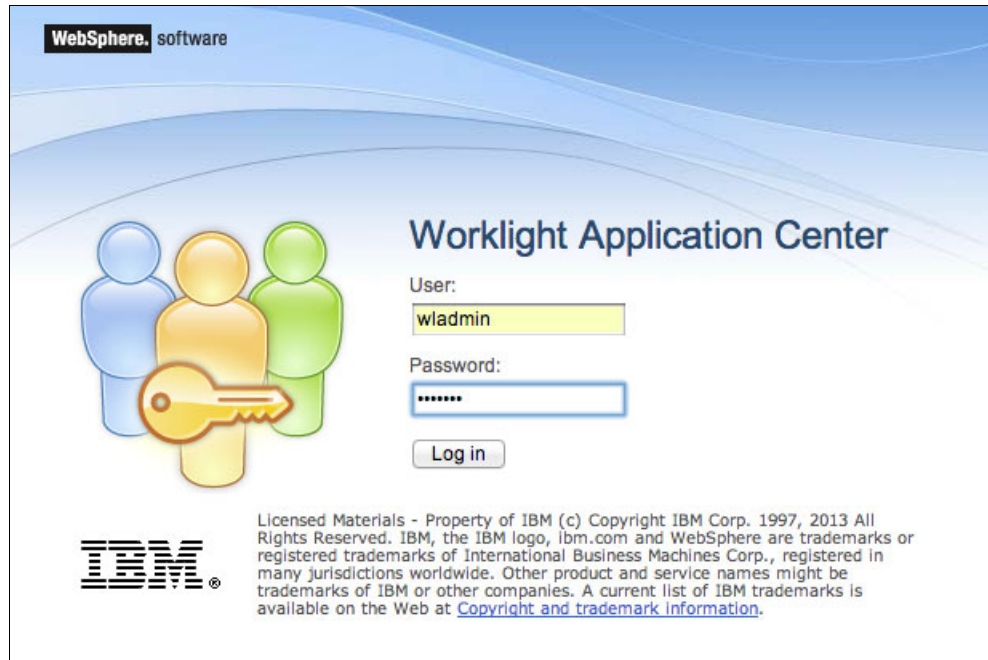 WebSphere. software
Worklight Application Center
User:
wladmin
Password:
•••••••
Log in
Licensed Materials - Property of IBM (c) Copyright IBM Corp. 1997, 2013 All
Rights Reserved. IBM, the IBM logo, ibm.com and WebSphere are trademarks or
registered trademarks of International Business Machines Corp., registered in
many jurisdictions worldwide. Other product and service names might be
trademarks of IBM or other companies. A current list of IBM trademarks is
available on the Web at Copyright and trademark information.
IBM®